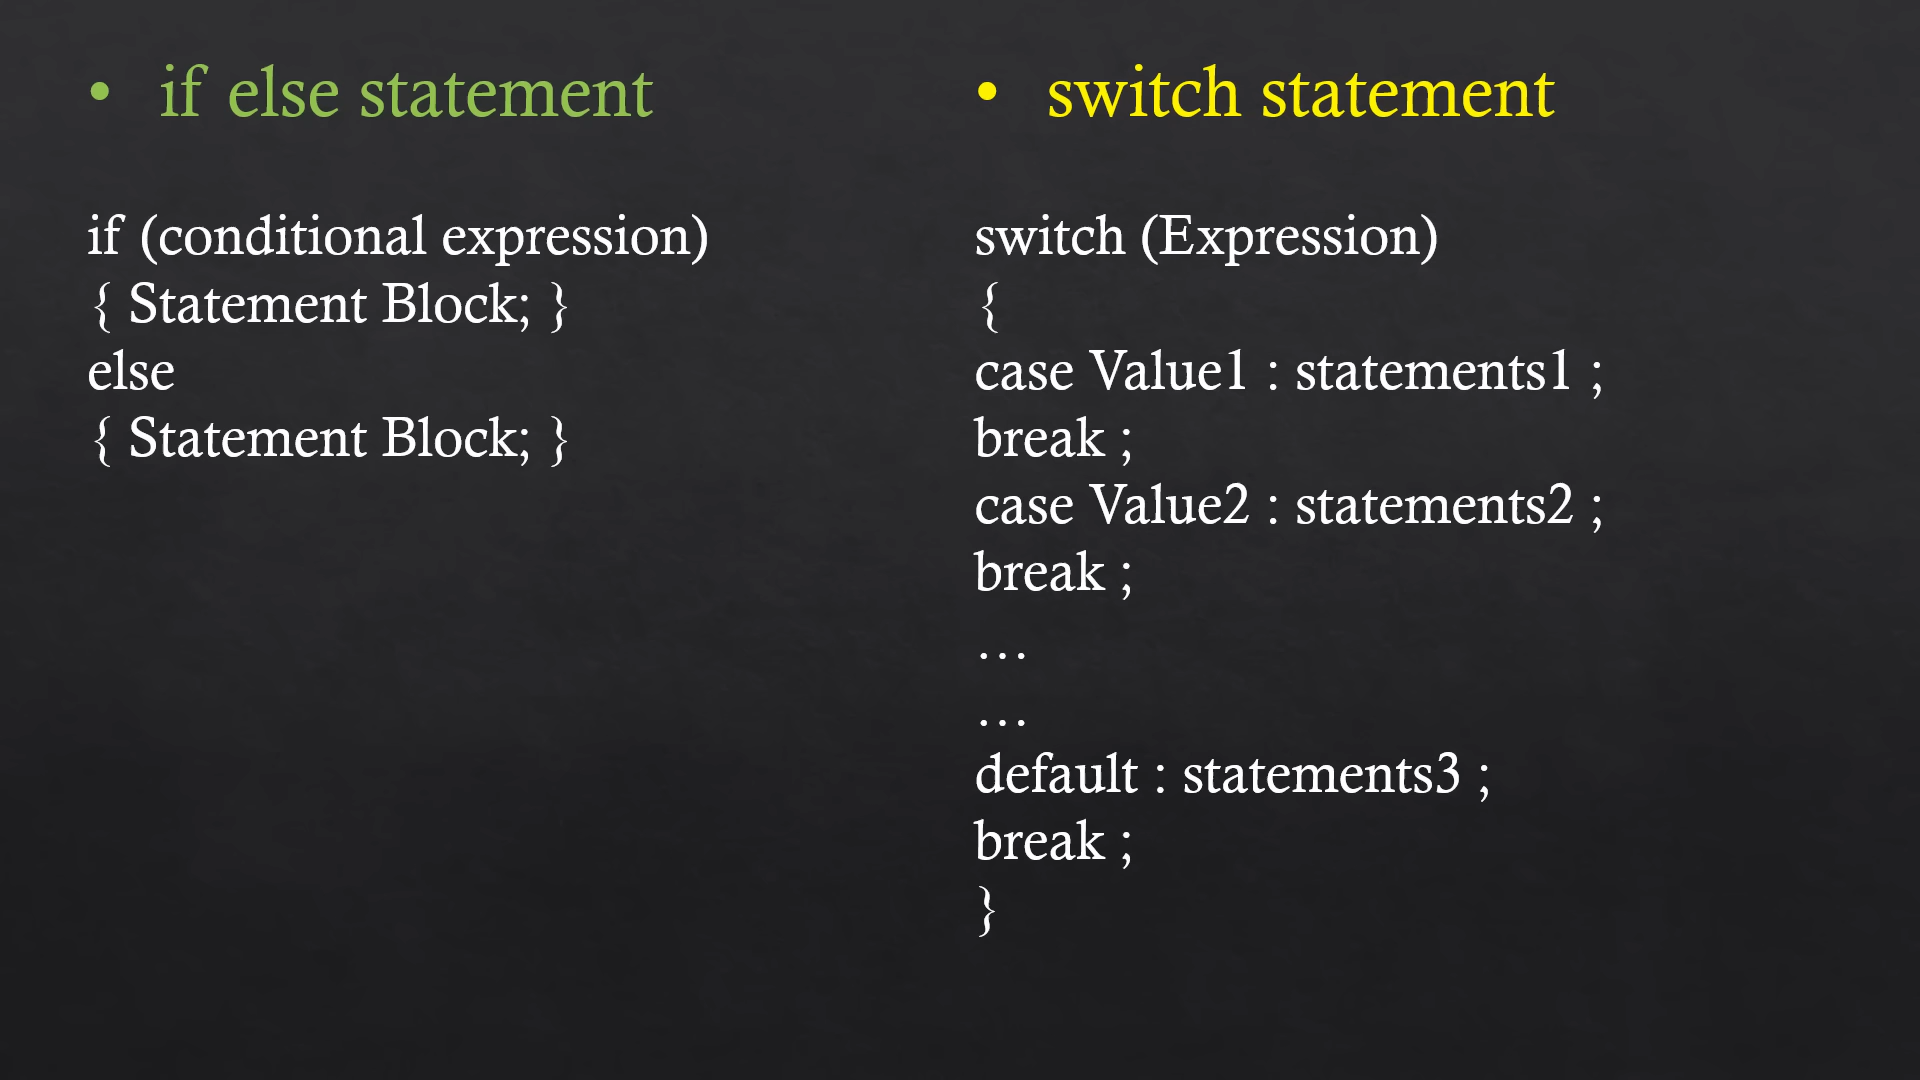 • if else statement
if (conditional expression)
{ Statement Block; }
else
{ Statement Block; }
• switch statement
switch (Expression)
{
case Value1 : statements1 ;
break ;
case Value2 : statements2 ;
break ;
…
…
default : statements3 ;
break ;
}